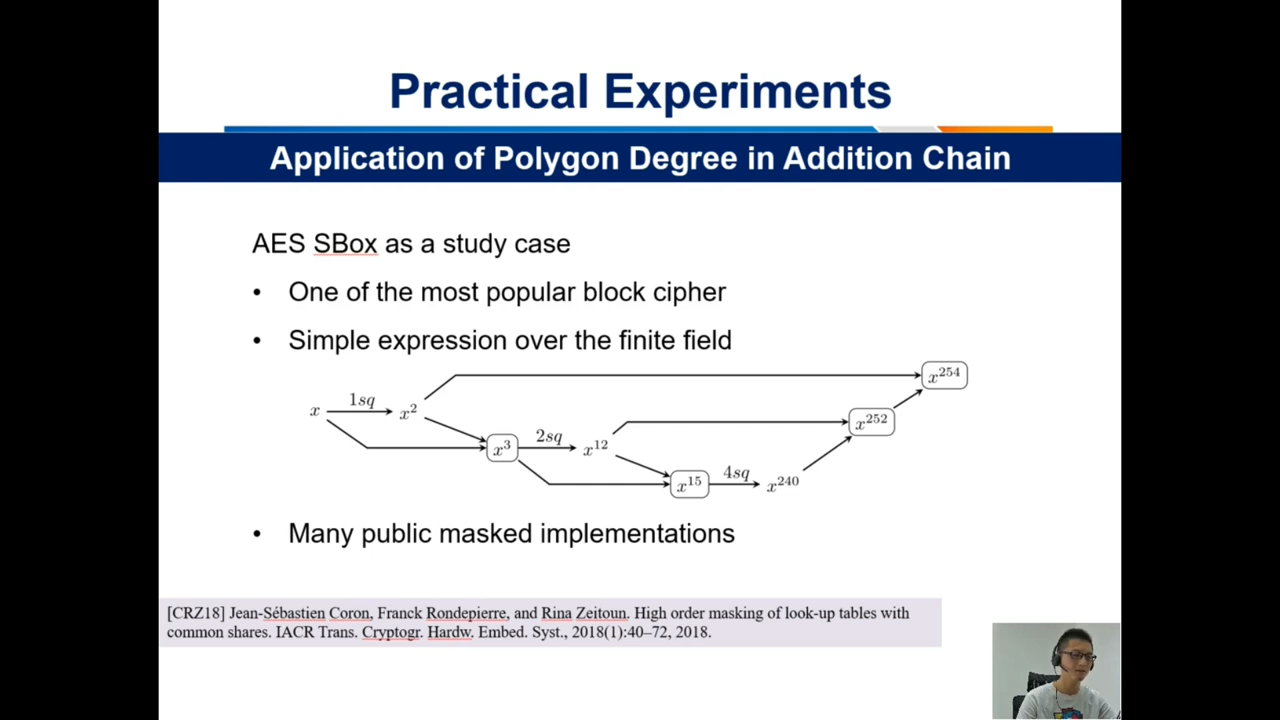 Practical Experiments
Application of Polygon Degree in Addition Chain
AES SBox as a study case
• One of the most popular block cipher
• Simple expression over the finite field
x^{254}
x 1sq x^2
x^{252}
x^3 2sq x^{12}
x^{15} 4sq x^{240}
• Many public masked implementations
[CRZ18] Jean-Sébastien Coron, Franck Rondepierre, and Rina Zeitoun. High order masking of look-up tables with
common shares. IACR Trans. Cryptogr. Hardw. Embed. Syst., 2018(1):40–72, 2018.